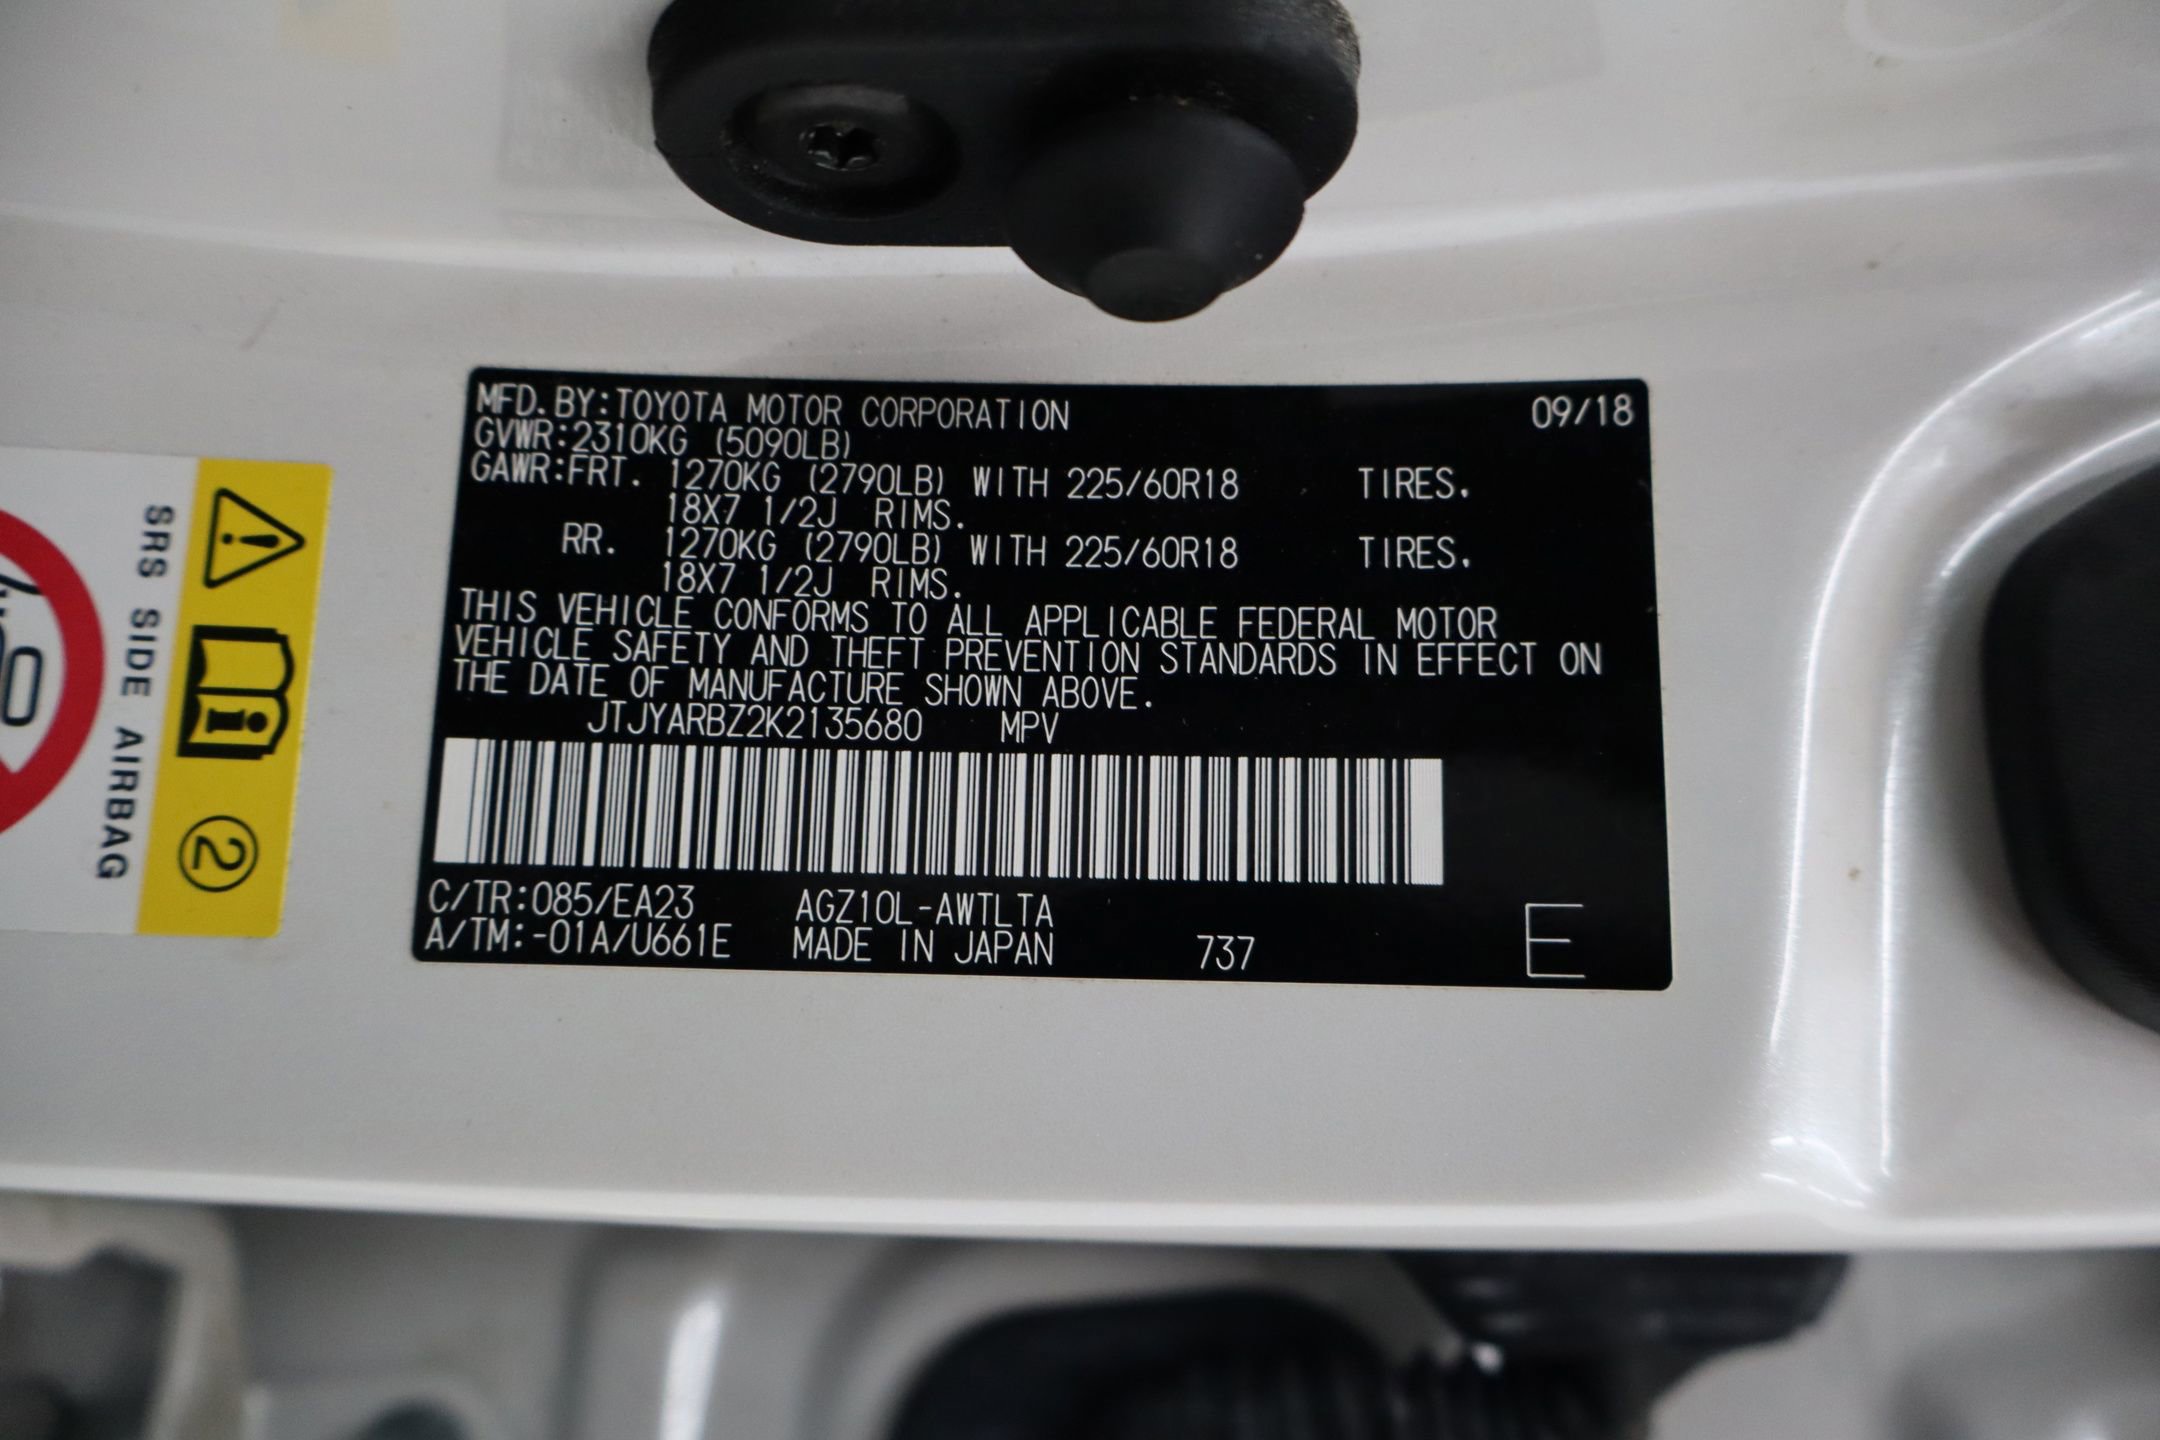 MFD. BY:TOYOTA MOTOR CORPORATION 09/18
GVWR:2310KG (5090LB)
GAWR:FRT. 1270KG (2790LB) WITH 225/60R18 TIRES.
18X7 1/2J RIMS.
RR. 1270KG (2790LB) WITH 225/60R18 TIRES.
18X7 1/2J RIMS.
THIS VEHICLE CONFORMS TO ALL APPLICABLE FEDERAL MOTOR
VEHICLE SAFETY AND THEFT PREVENTION STANDARDS IN EFFECT ON
THE DATE OF MANUFACTURE SHOWN ABOVE.
JTJYARBZ2K2135680 MPV
C/TR:085/EA23 AGZ10L-AWTLTA
A/TM:-01A/U661E MADE IN JAPAN 737 E
SRS SIDE AIRBAG
2